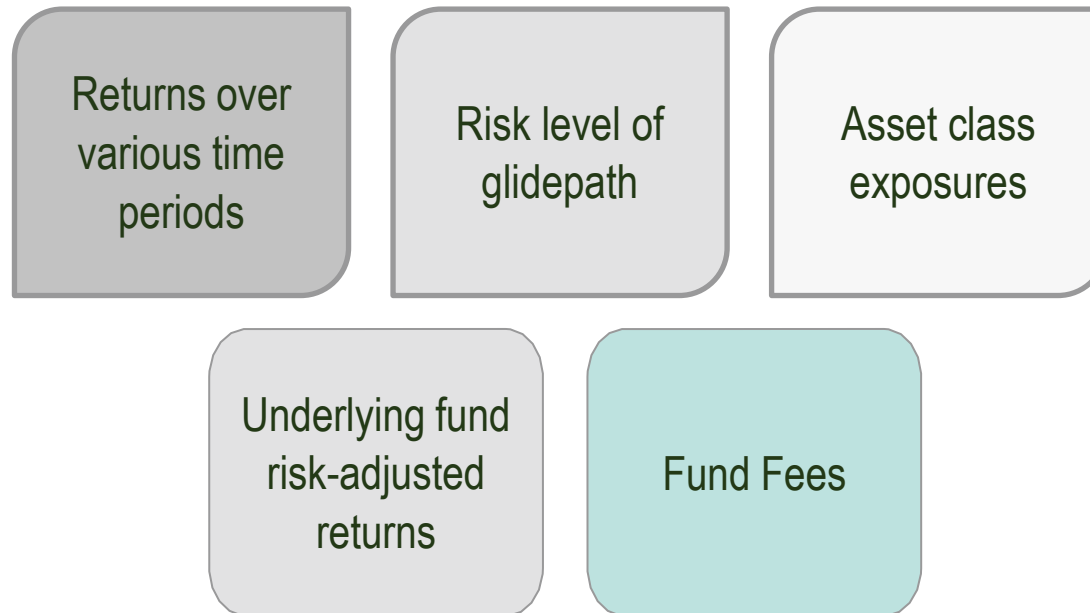 Returns over
various time
periods
Risk level of
glidepath
Asset class
exposures
Underlying fund
risk-adjusted
returns
Fund Fees